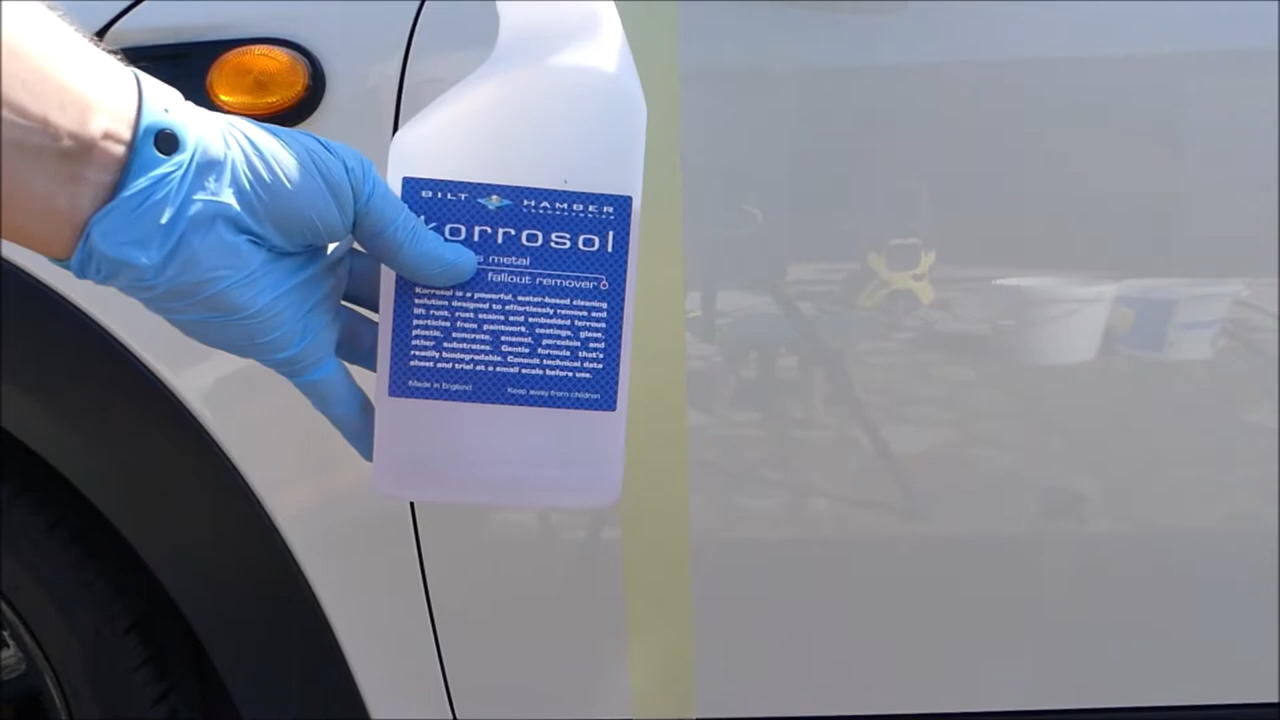 BILT HAMBER
LABORATORIES
korrosol
s metal
fallout remover
Korrosol is a powerful, water-based cleaning
solution designed to effortlessly remove and
lift rust, rust stains and embedded ferrous
particles from paintwork, coatings, glass,
plastic, concrete, enamel, porcelain and
other substrates. Gentle formula that's
readily biodegradable. Consult technical data
sheet and trial at a small scale before use.
Made in England Keep away from children